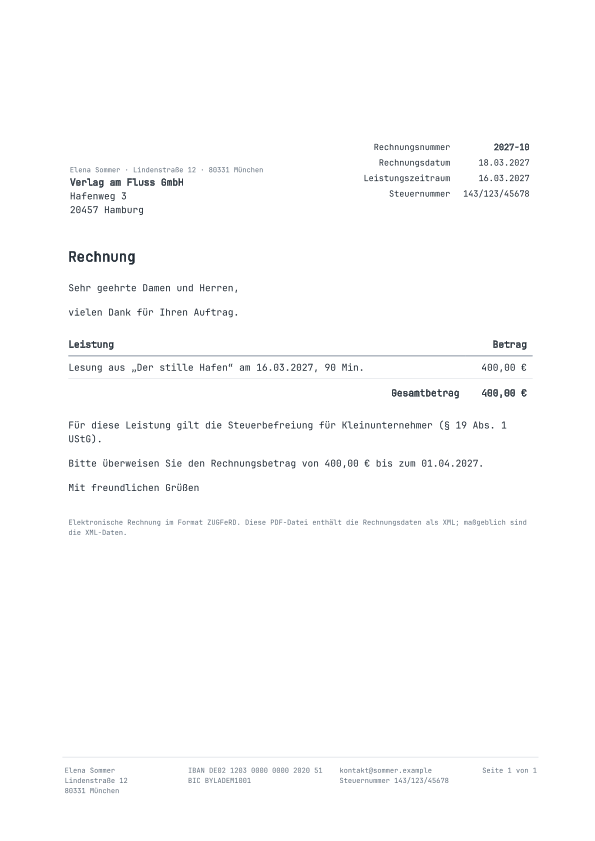 Rechnungsnummer 2027-10
Rechnungsdatum 18.03.2027
Leistungszeitraum 16.03.2027
Steuernummer 143/123/45678
Elena Sommer · Lindenstraße 12 · 80331 München
Verlag am Fluss GmbH
Hafenweg 3
20457 Hamburg
Rechnung
Sehr geehrte Damen und Herren,
vielen Dank für Ihren Auftrag.
Leistung Betrag
Lesung aus „Der stille Hafen“ am 16.03.2027, 90 Min. 400,00 €
Gesamtbetrag 400,00 €
Für diese Leistung gilt die Steuerbefreiung für Kleinunternehmer (§ 19 Abs. 1
UStG).
Bitte überweisen Sie den Rechnungsbetrag von 400,00 € bis zum 01.04.2027.
Mit freundlichen Grüßen
Elektronische Rechnung im Format ZUGFeRD. Diese PDF-Datei enthält die Rechnungsdaten als XML; maßgeblich sind
die XML-Daten.
Elena Sommer IBAN DE02 1203 0000 0000 2020 51 kontakt@sommer.example Seite 1 von 1
Lindenstraße 12 BIC BYLADEM1001 Steuernummer 143/123/45678
80331 München